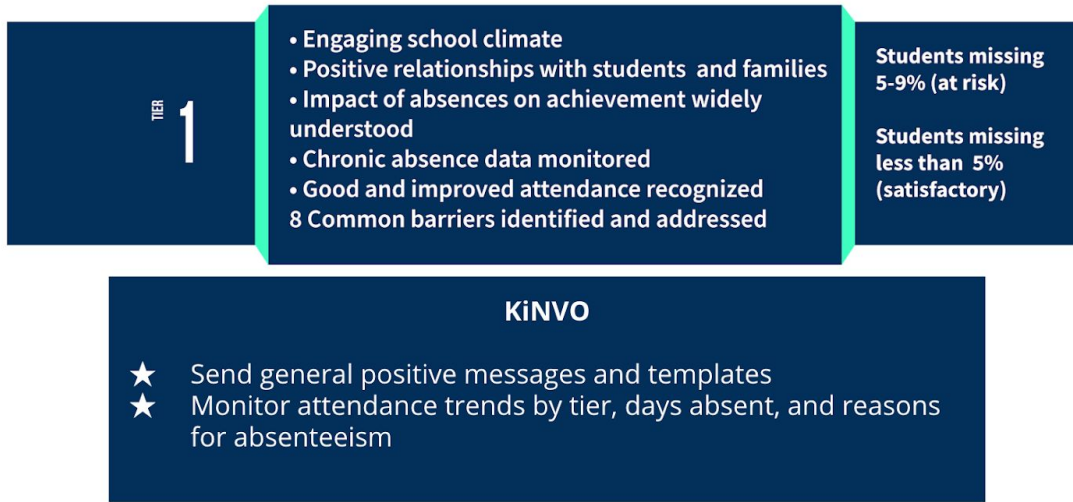 TIER
1
• Engaging school climate
• Positive relationships with students and families
• Impact of absences on achievement widely
understood
• Chronic absence data monitored
• Good and improved attendance recognized
8 Common barriers identified and addressed
Students missing
5-9% (at risk)
Students missing
less than 5%
(satisfactory)
KiNVO
★ Send general positive messages and templates
★ Monitor attendance trends by tier, days absent, and reasons
for absenteeism